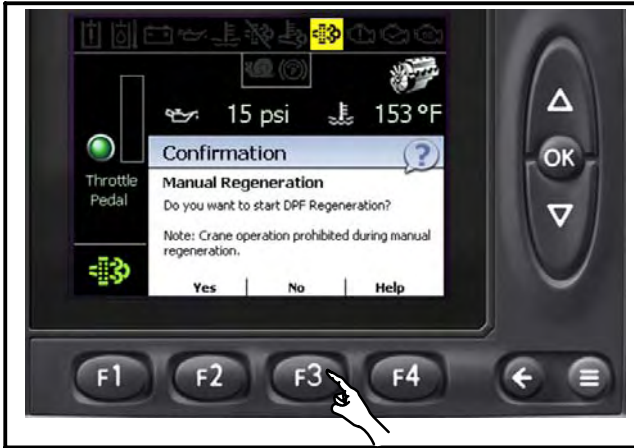 15 psi
153 °F
Confirmation
?
Throttle
Pedal
Manual Regeneration
Do you want to start DPF Regeneration?
Note: Crane operation prohibited during manual
regeneration.
Yes No Help
OK
F1 F2 F3 F4